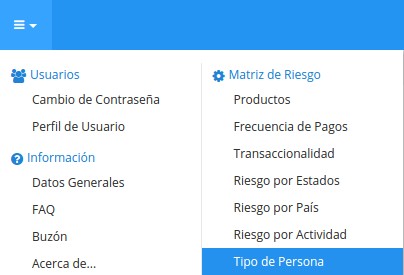 Usuarios
Cambio de Contraseña
Perfil de Usuario
Información
Datos Generales
FAQ
Buzón
Acerca de...
Matriz de Riesgo
Productos
Frecuencia de Pagos
Transaccionalidad
Riesgo por Estados
Riesgo por País
Riesgo por Actividad
Tipo de Persona